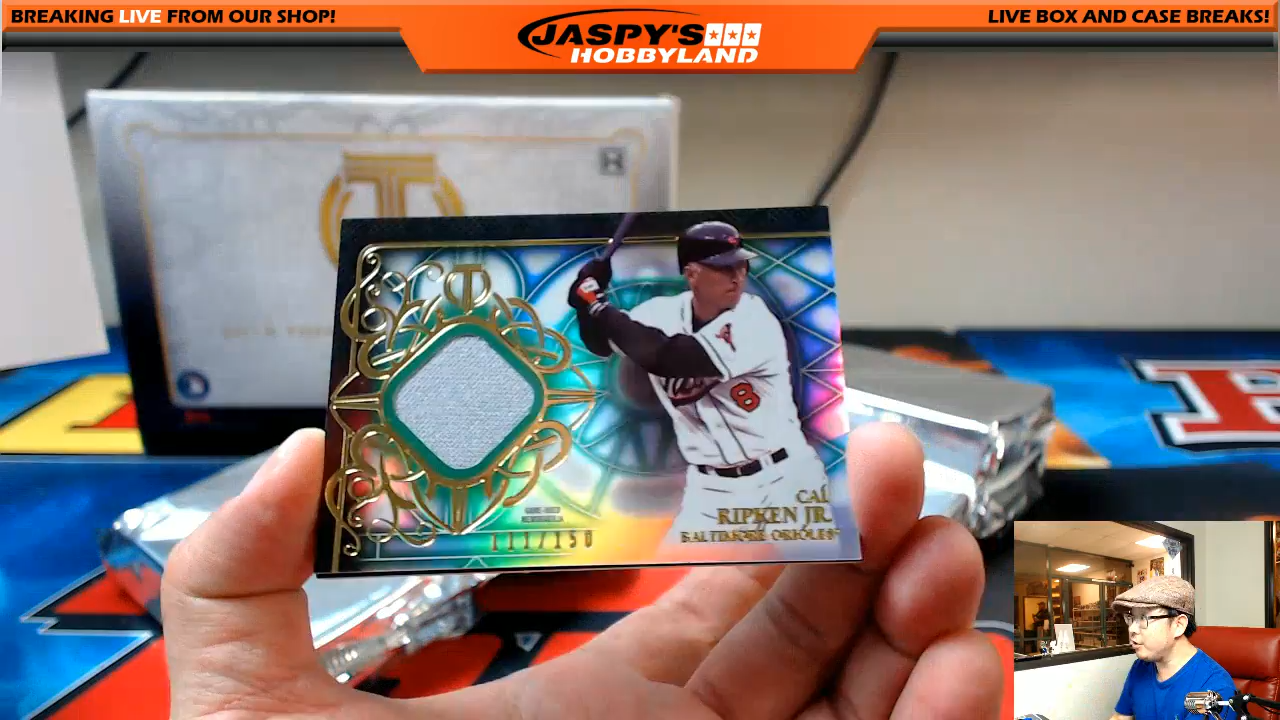 BREAKING LIVE FROM OUR SHOP!
JASPY'S
HOBBYLAND
LIVE BOX AND CASE BREAKS!
T
T
8
CAL
RIPKEN JR.
BALTIMORE ORIOLES
111/150